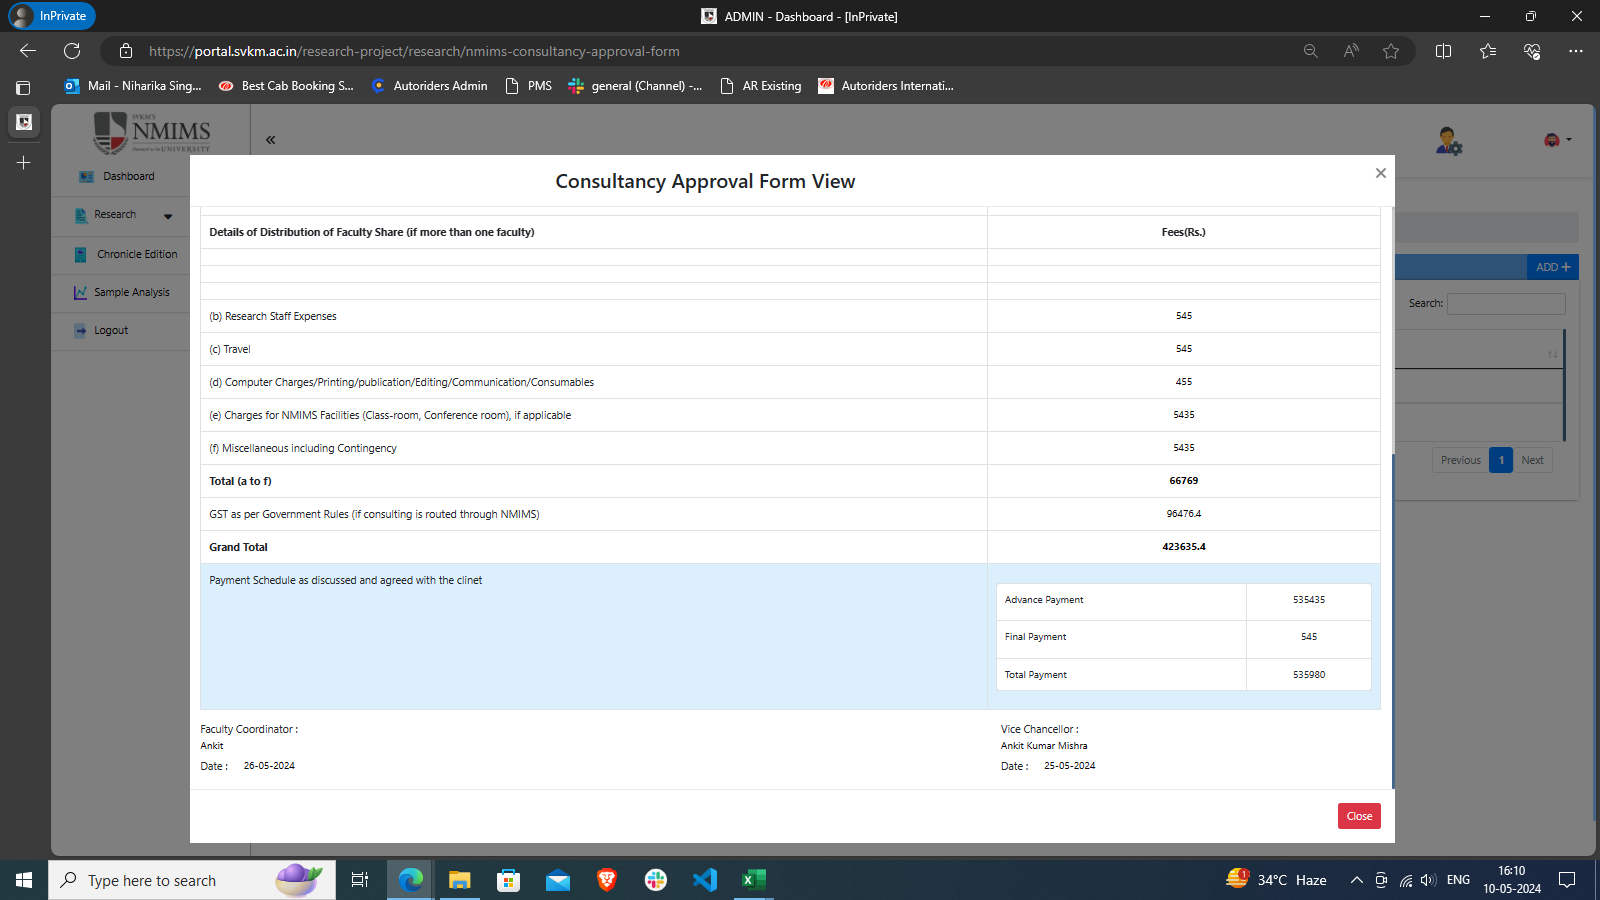 InPrivate
ADMIN - Dashboard - [InPrivate]
https://portal.svkm.ac.in/research-project/research/nmims-consultancy-approval-form
Mail - Niharika Sing...
Best Cab Booking S...
Autoriders Admin
PMS
general (Channel) -...
AR Existing
Autoriders Internati...
SVKM'S
NMIMS
UNIVERSITY
Dashboard
Research
Chronicle Edition
Sample Analysis
Logout
ADD +
Search:
Previous 1 Next
Consultancy Approval Form View
Details of Distribution of Faculty Share (if more than one faculty) Fees(Rs.)
(b) Research Staff Expenses 545
(c) Travel 545
(d) Computer Charges/Printing/publication/Editing/Communication/Consumables 455
(e) Charges for NMIMS Facilities (Class-room, Conference room), if applicable 5435
(f) Miscellaneous including Contingency 5435
Total (a to f) 66769
GST as per Government Rules (if consulting is routed through NMIMS) 96476.4
Grand Total 423635.4
Payment Schedule as discussed and agreed with the clinet
Advance Payment 535435
Final Payment 545
Total Payment 535980
Faculty Coordinator :
Ankit
Date : 26-05-2024
Vice Chancellor :
Ankit Kumar Mishra
Date : 25-05-2024
Close
Type here to search
1
34°C Haze
ENG
16:10
10-05-2024